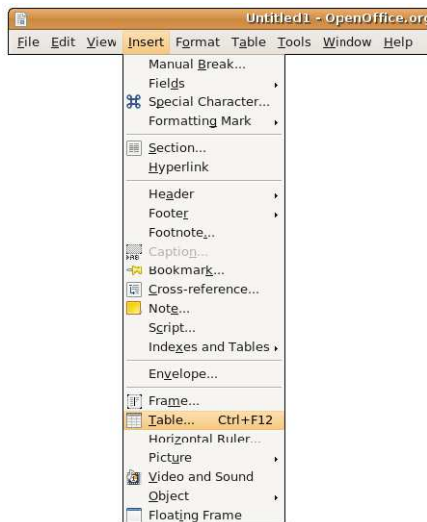 Untitled1 - OpenOffice.org
File Edit View Insert Format Table Tools Window Help
Manual Break...
Fields
Special Character...
Formatting Mark
Section...
Hyperlink
Header
Footer
Footnote...
Caption...
Bookmark...
Cross-reference...
Note...
Script...
Indexes and Tables
Envelope...
Frame...
Table... Ctrl+F12
Horizontal Ruler...
Picture
Video and Sound
Object
Floating Frame